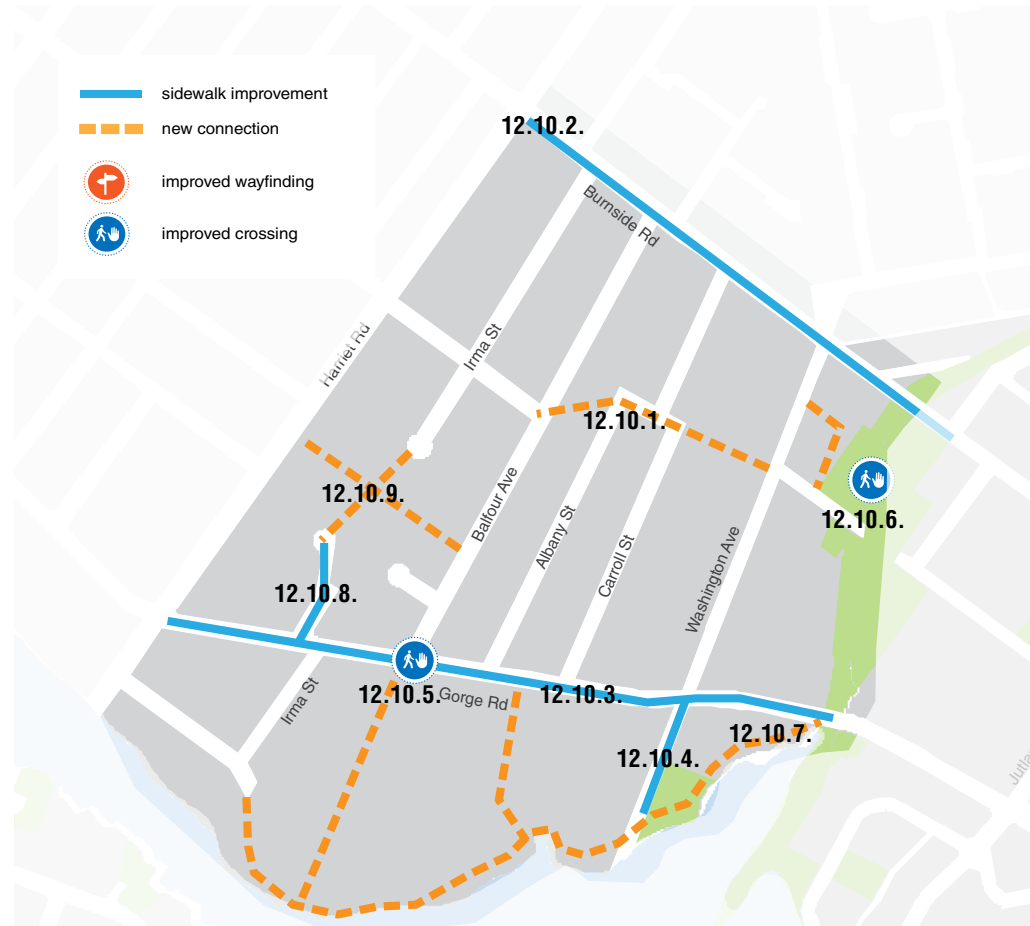 sidewalk improvement
new connection
improved wayfinding
improved crossing
12.10.2.
Burnside Rd
Harriet Rd
Irma St
12.10.1.
12.10.9.
Balfour Ave
Albany St
Carroll St
Washington Ave
12.10.6.
12.10.8.
12.10.5.
Gorge Rd
12.10.3.
Irma St
12.10.7.
12.10.4.